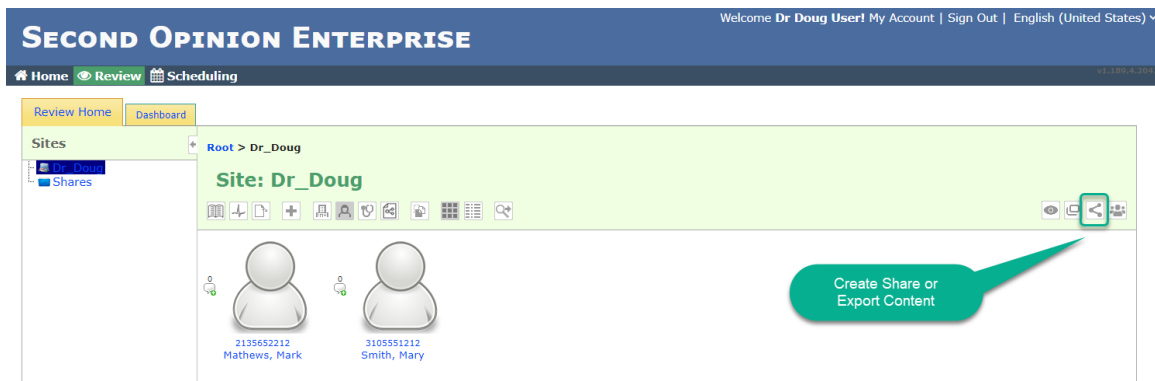 Welcome Dr Doug User! My Account | Sign Out | English (United States)
SECOND OPINION ENTERPRISE
Home Review Scheduling
v1.189.4.204
Review Home Dashboard
Sites
Root > Dr_Doug
Dr_Doug
Shares
Site: Dr_Doug
Create Share or
Export Content
0 0
2135652212 3105551212
Mathews, Mark Smith, Mary